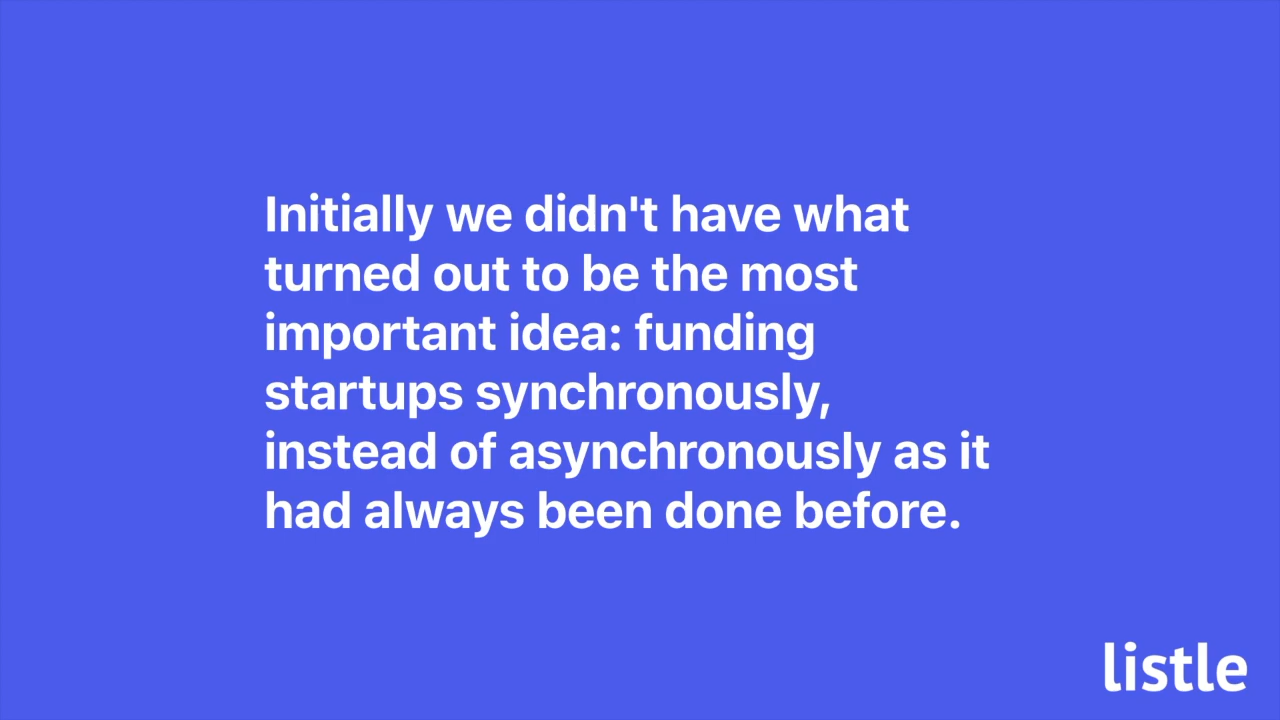 Initially we didn't have what
turned out to be the most
important idea: funding
startups synchronously,
instead of asynchronously as it
had always been done before.
listle